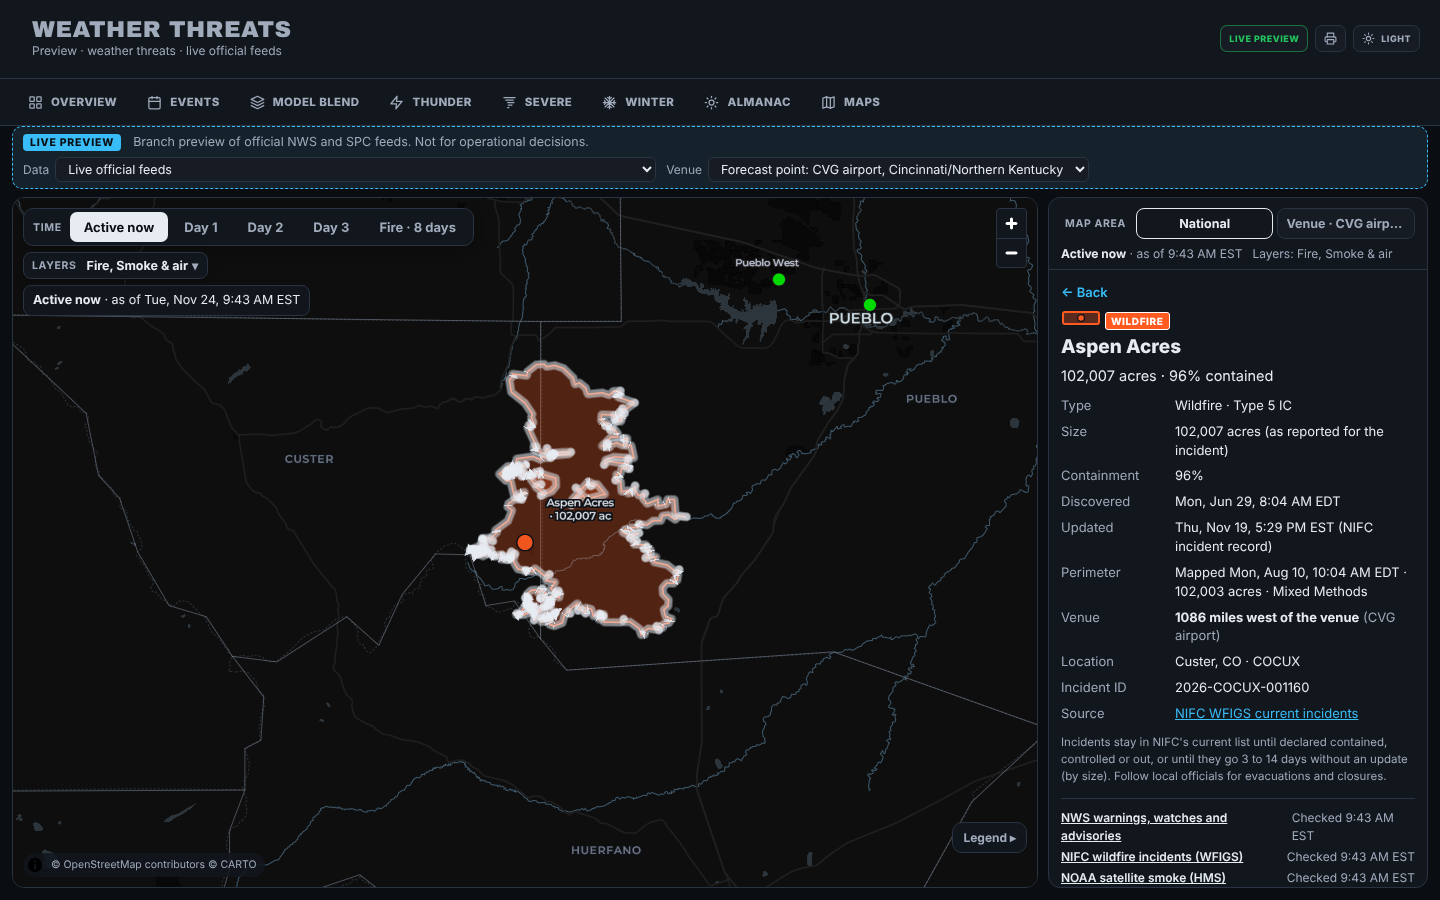 WEATHER THREATS
Preview · weather threats · live official feeds
LIVE PREVIEW
LIGHT
OVERVIEW
EVENTS
MODEL BLEND
THUNDER
SEVERE
WINTER
ALMANAC
MAPS
LIVE PREVIEW Branch preview of official NWS and SPC feeds. Not for operational decisions.
Data Live official feeds Venue Forecast point: CVG airport, Cincinnati/Northern Kentucky
TIME Active now Day 1 Day 2 Day 3 Fire · 8 days
LAYERS Fire, Smoke & air ▾
Active now · as of Tue, Nov 24, 9:43 AM EST
+
−
Pueblo West
PUEBLO
PUEBLO
CUSTER
Aspen Acres
· 102,007 ac
HUERFANO
Legend ▸
© OpenStreetMap contributors © CARTO
MAP AREA National Venue · CVG airp...
Active now · as of 9:43 AM EST Layers: Fire, Smoke & air
← Back
WILDFIRE
Aspen Acres
102,007 acres · 96% contained
Type Wildfire · Type 5 IC
Size 102,007 acres (as reported for the
incident)
Containment 96%
Discovered Mon, Jun 29, 8:04 AM EDT
Updated Thu, Nov 19, 5:29 PM EST (NIFC
incident record)
Perimeter Mapped Mon, Aug 10, 10:04 AM EDT ·
102,003 acres · Mixed Methods
Venue 1086 miles west of the venue (CVG
airport)
Location Custer, CO · COCUX
Incident ID 2026-COCUX-001160
Source NIFC WFIGS current incidents
Incidents stay in NIFC's current list until declared contained,
controlled or out, or until they go 3 to 14 days without an update
(by size). Follow local officials for evacuations and closures.
NWS warnings, watches and
advisories
Checked 9:43 AM
EST
NIFC wildfire incidents (WFIGS) Checked 9:43 AM EST
NOAA satellite smoke (HMS) Checked 9:43 AM EST